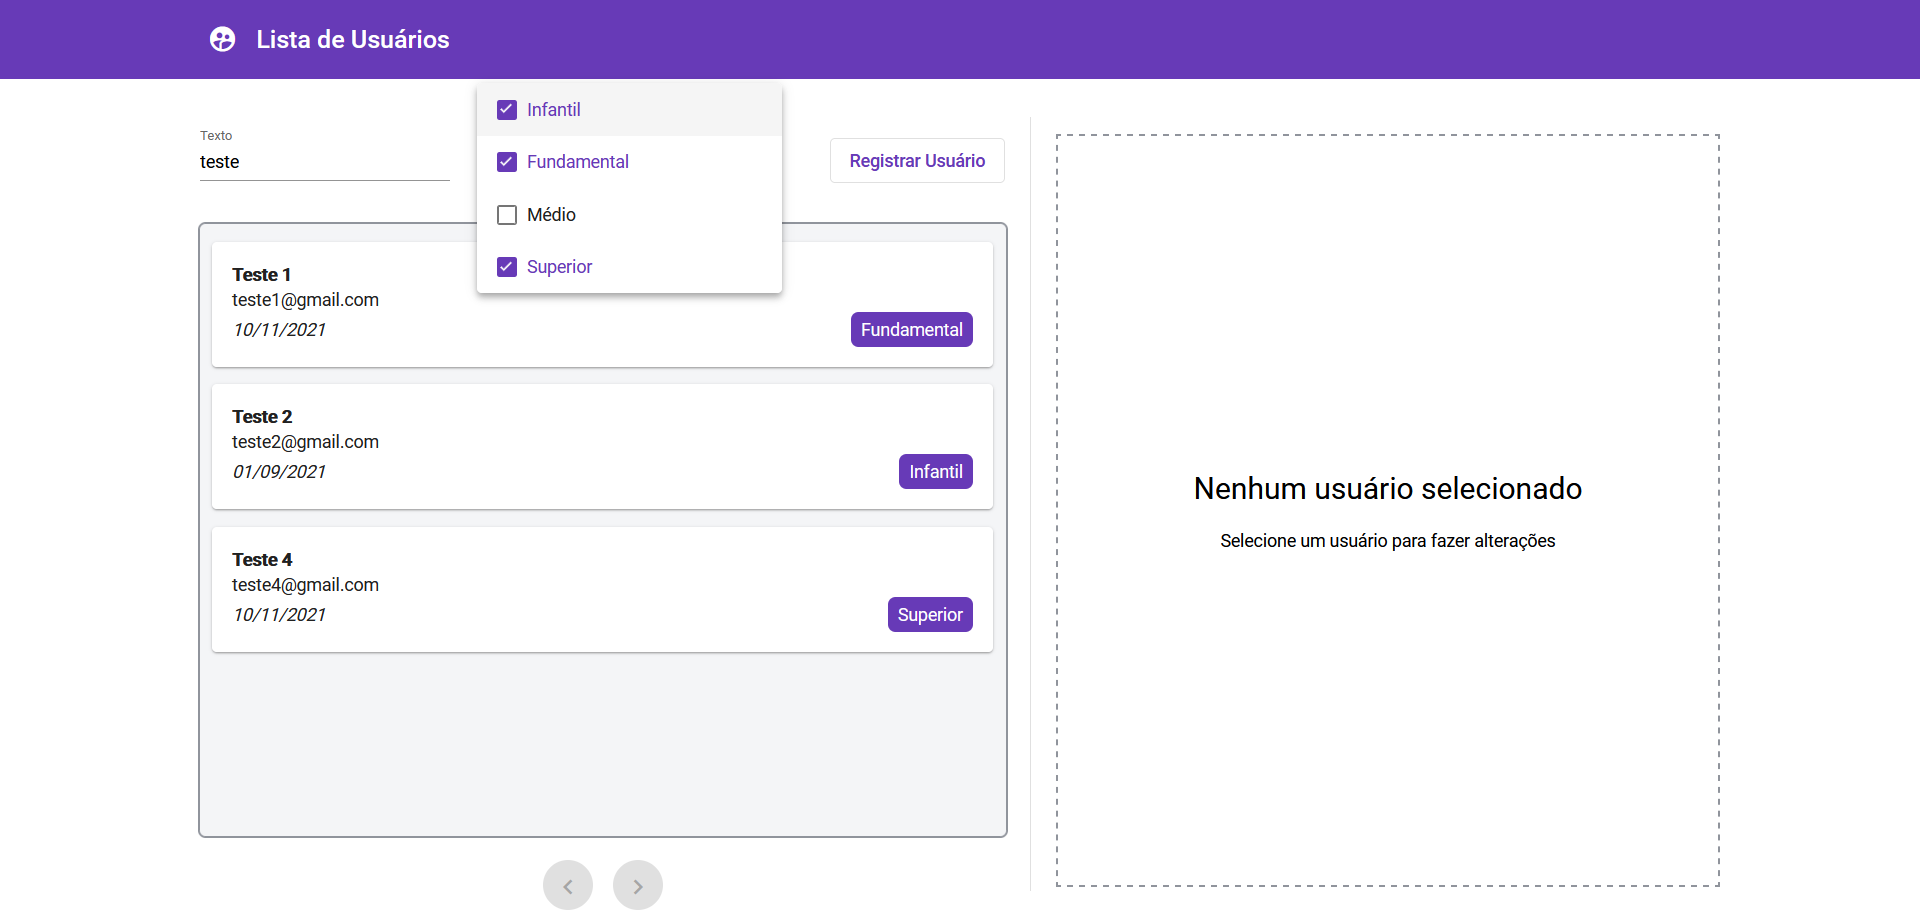 Lista de Usuários
Texto
teste
Infantil
Fundamental
Médio
Superior
Registrar Usuário
Teste 1
teste1@gmail.com
10/11/2021
Fundamental
Teste 2
teste2@gmail.com
01/09/2021
Infantil
Teste 4
teste4@gmail.com
10/11/2021
Superior
Nenhum usuário selecionado
Selecione um usuário para fazer alterações